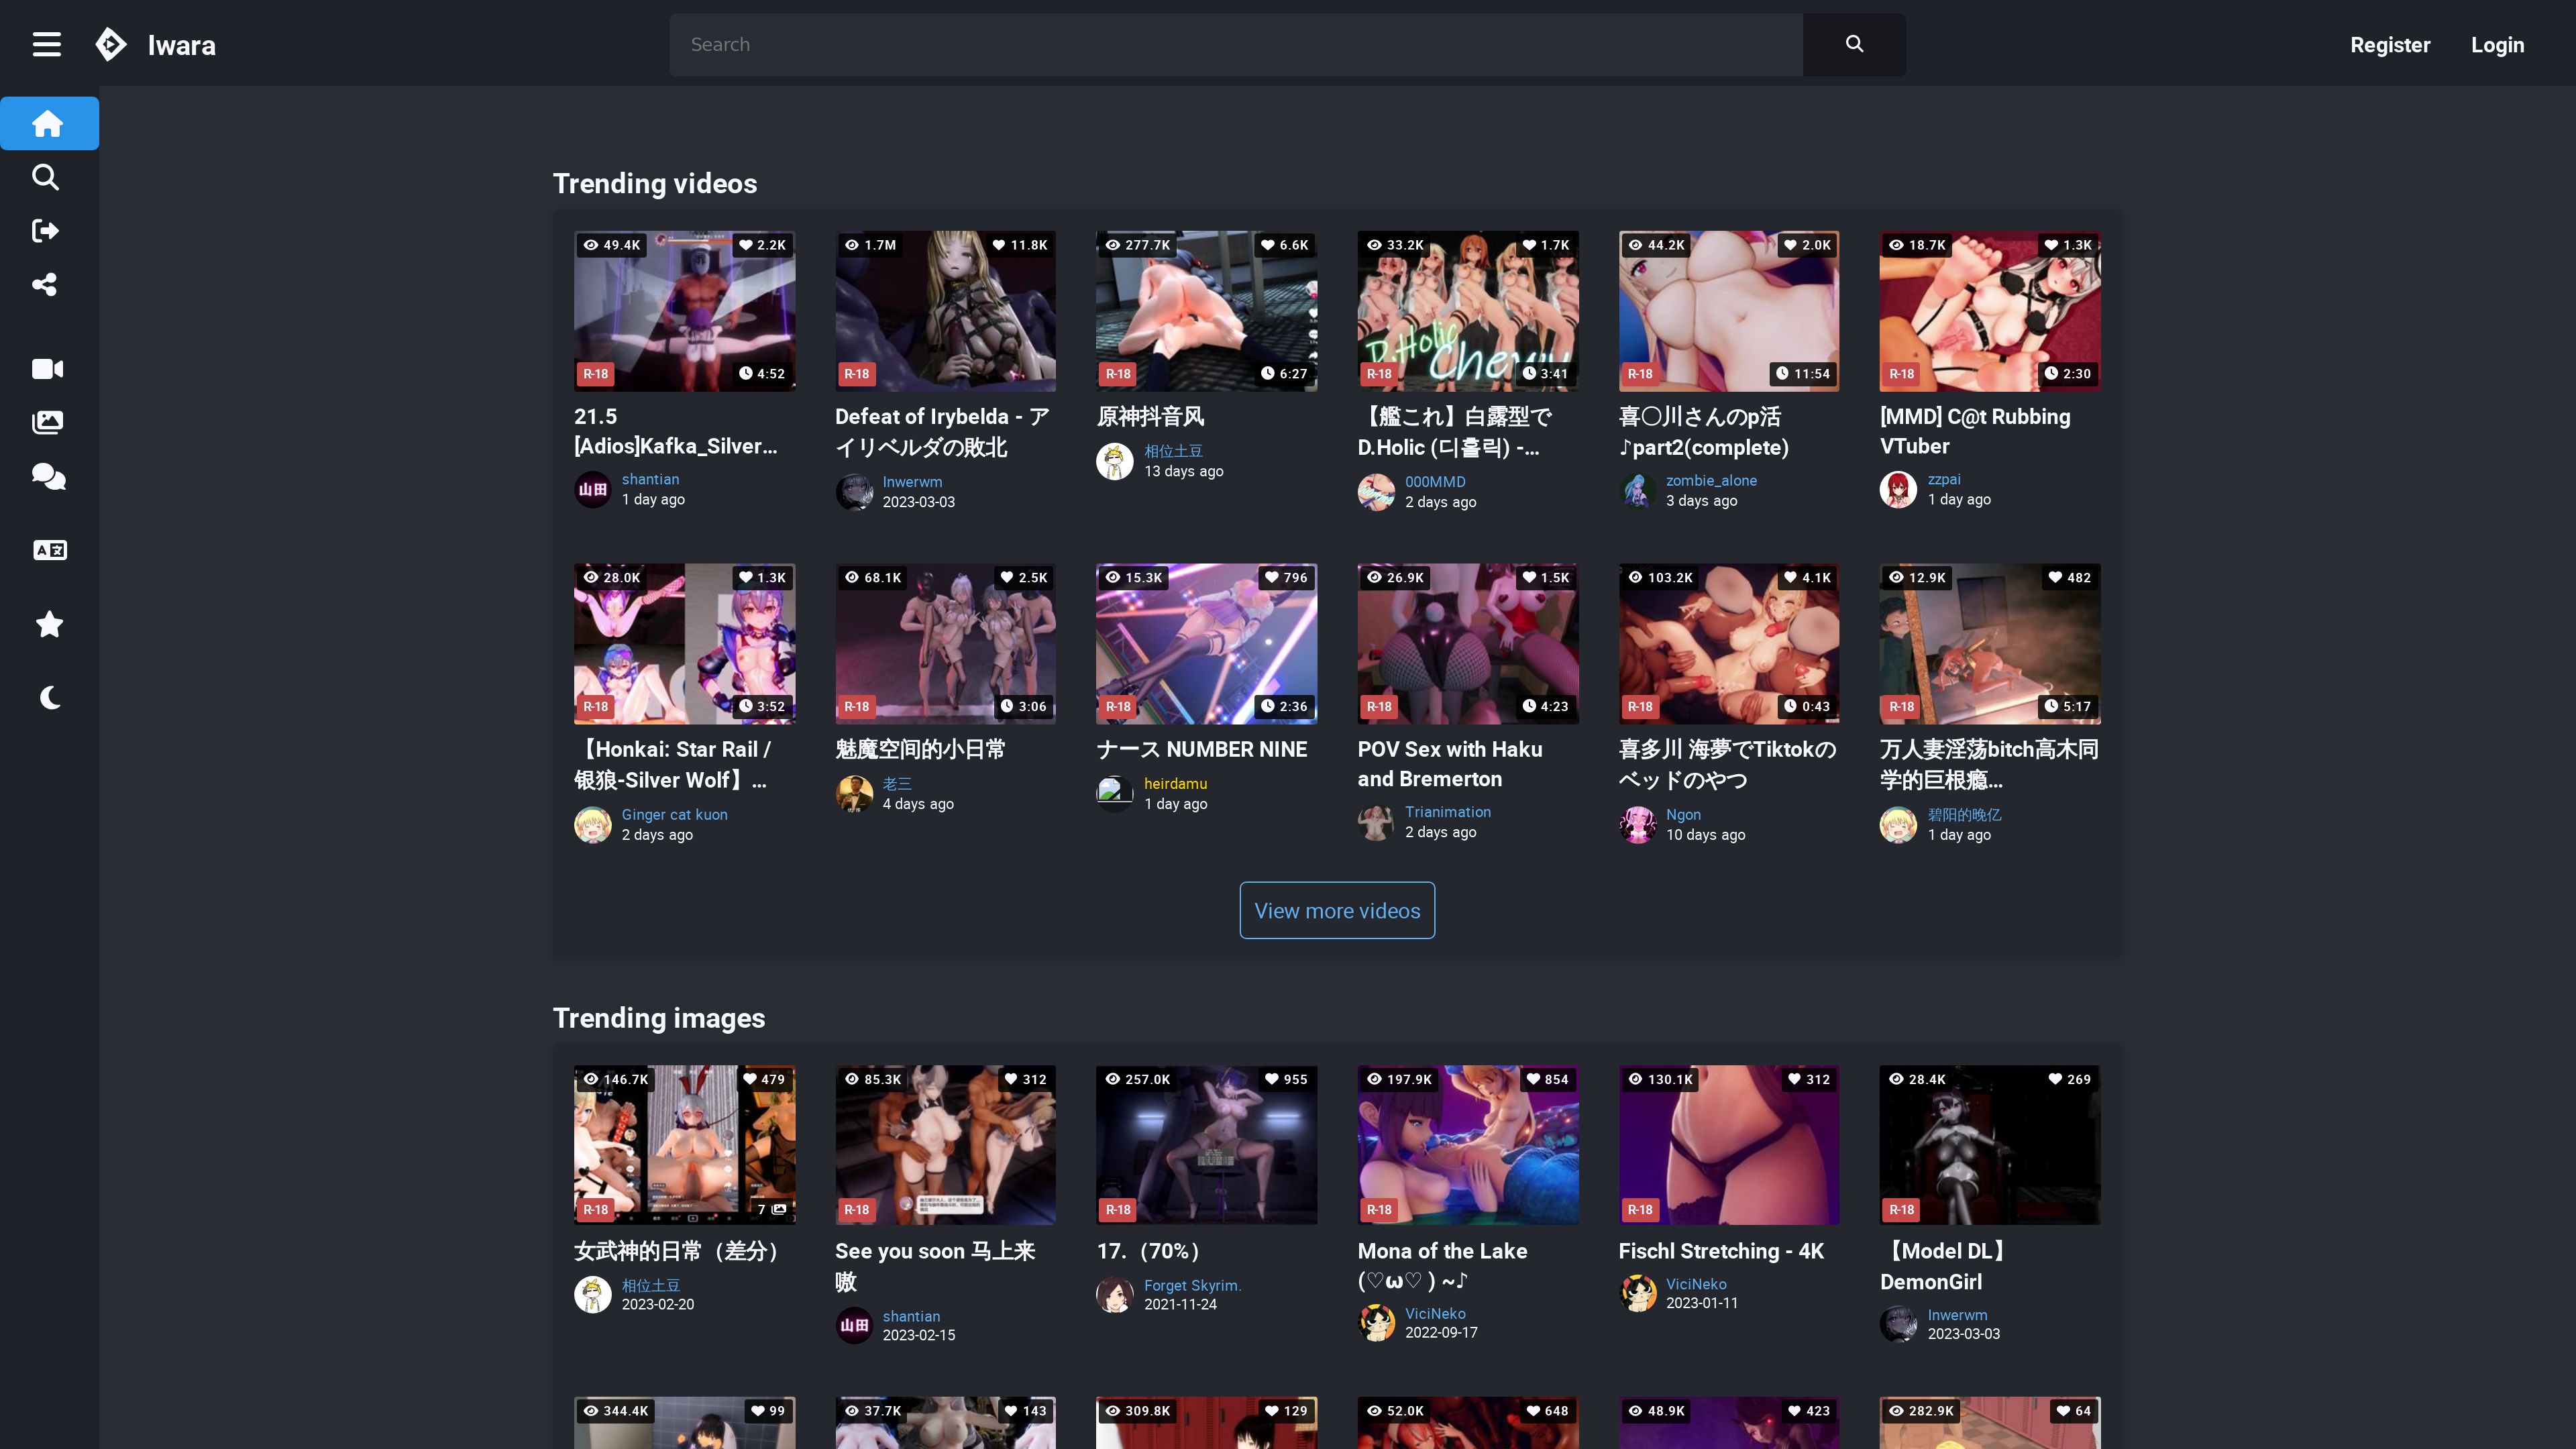 Iwara
Search
Register
Login
Trending videos
49.4K
2.2K
R-18
4:52
21.5
[Adios]Kafka_Silver...
shantian
1 day ago
1.7M
11.8K
R-18
Defeat of Irybelda - ア
イリベルダの敗北
Inwerwm
2023-03-03
277.7K
6.6K
R-18
6:27
原神抖音风
相位土豆
13 days ago
33.2K
1.7K
D.Holic
Chewy
R-18
3:41
【艦これ】白露型で
D.Holic (디홀릭) -...
000MMD
2 days ago
44.2K
2.0K
R-18
11:54
喜〇川さんのp活
♪part2(complete)
zombie_alone
3 days ago
18.7K
1.3K
R-18
2:30
[MMD] C@t Rubbing
VTuber
zzpai
1 day ago
28.0K
1.3K
R-18
3:52
【Honkai: Star Rail /
银狼-Silver Wolf】...
Ginger cat kuon
2 days ago
68.1K
2.5K
R-18
3:06
魅魔空间的小日常
老三
4 days ago
15.3K
796
R-18
2:36
ナース NUMBER NINE
heirdamu
1 day ago
26.9K
1.5K
R-18
4:23
POV Sex with Haku
and Bremerton
Trianimation
2 days ago
103.2K
4.1K
R-18
0:43
喜多川 海夢でTiktokの
ベッドのやつ
Ngon
10 days ago
12.9K
482
R-18
5:17
万人妻淫荡bitch高木同
学的巨根瘾...
碧阳的晚亿
1 day ago
View more videos
Trending images
146.7K
479
R-18
7
女武神的日常（差分）
相位土豆
2023-02-20
85.3K
312
R-18
See you soon 马上来
嗷
山田
shantian
2023-02-15
257.0K
955
R-18
17.（70%）
Forget Skyrim.
2021-11-24
197.9K
854
R-18
Mona of the Lake
(♡ω♡ ) ~♪
ViciNeko
2022-09-17
130.1K
312
R-18
Fischl Stretching - 4K
ViciNeko
2023-01-11
28.4K
269
R-18
【Model DL】
DemonGirl
Inwerwm
2023-03-03
344.4K
99
37.7K
143
309.8K
129
52.0K
648
48.9K
423
282.9K
64